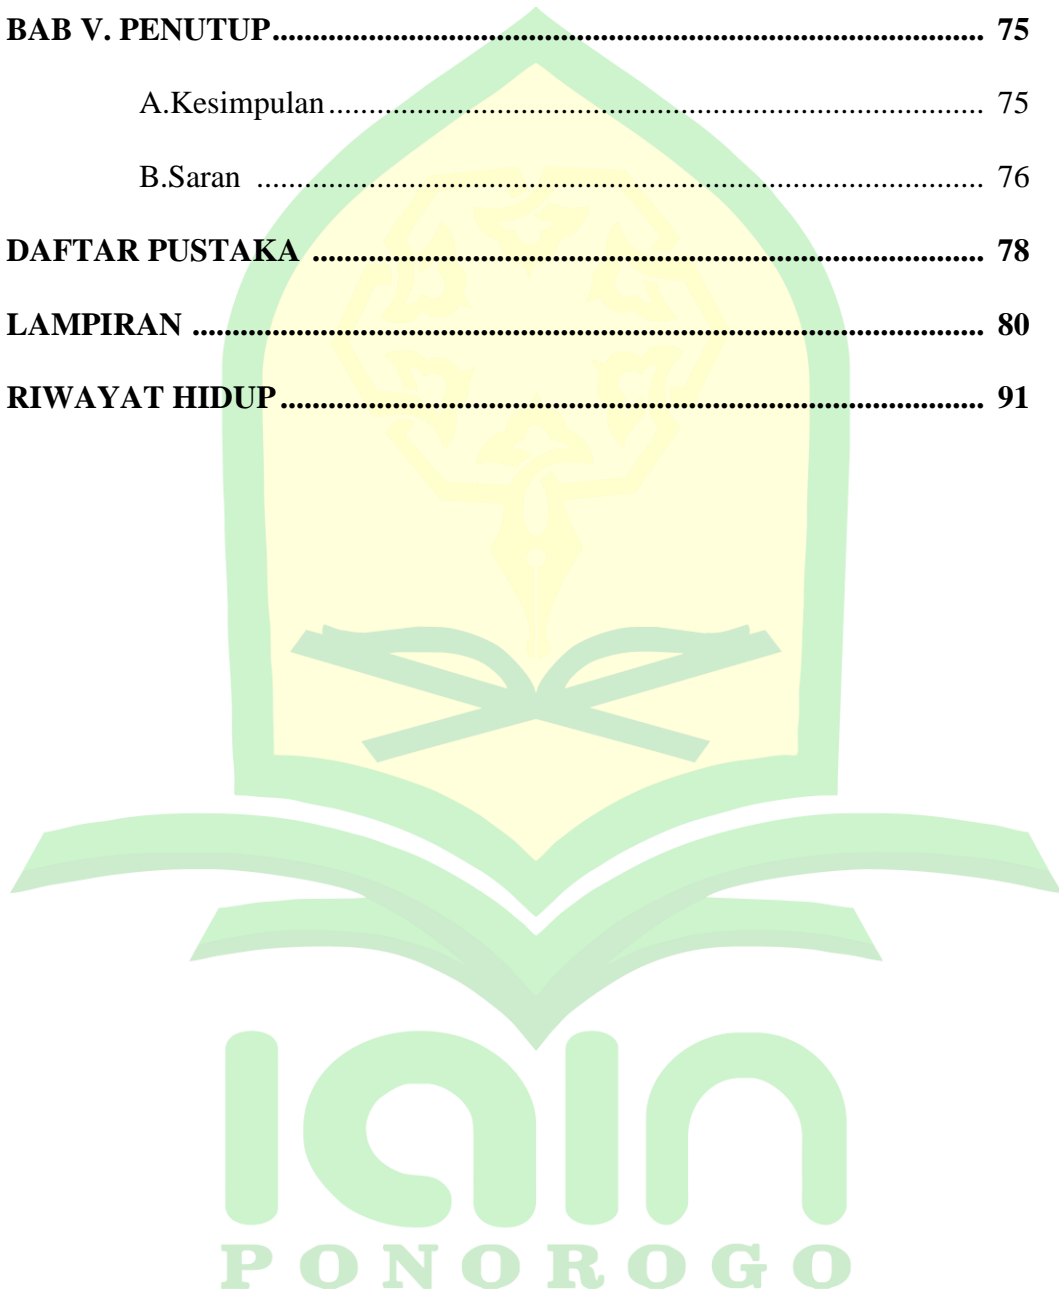 BAB V. PENUTUP......................................................................................... 75
A.Kesimpulan.................................................................................. 75
B.Saran ........................................................................................... 76
DAFTAR PUSTAKA .................................................................................... 78
LAMPIRAN ................................................................................................... 80
RIWAYAT HIDUP........................................................................................ 91
iain
PONOROGO